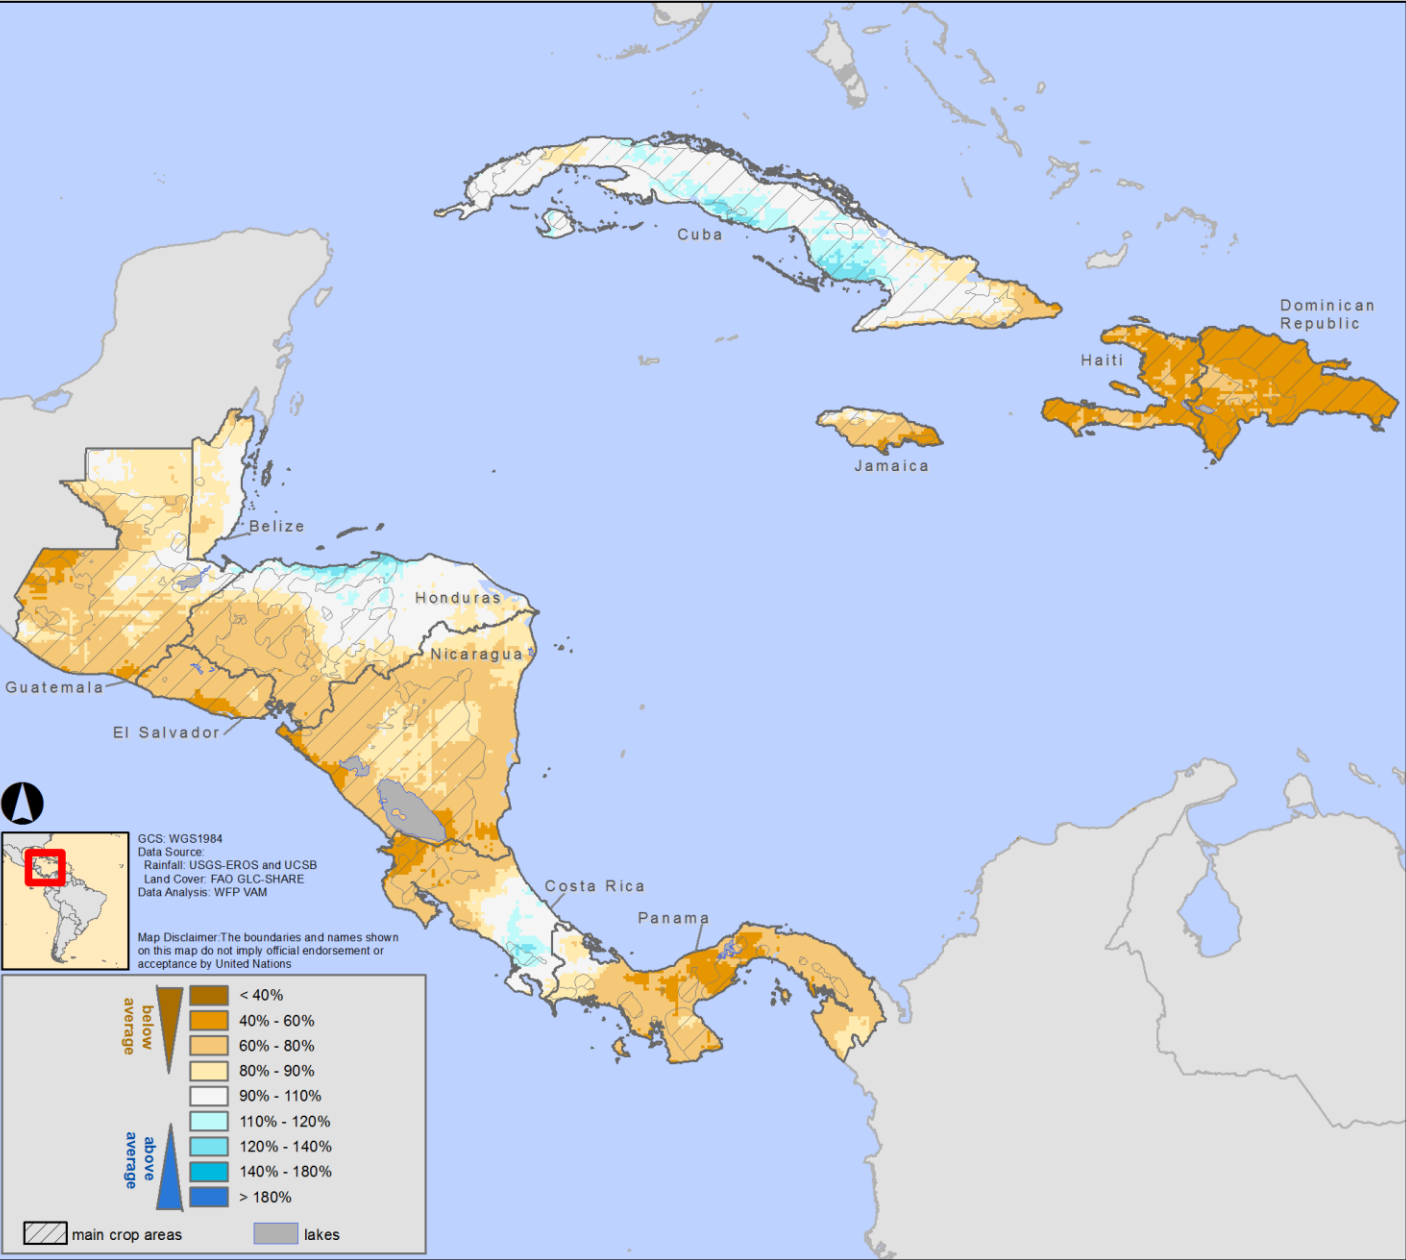 Cuba
Dominican
Republic
Haiti
Jamaica
Belize
Honduras
Nicaragua
Guatemala
El Salvador
Costa Rica
Panama
GCS: WGS1984
Data Source:
Rainfall: USGS-EROS and UCSB
Land Cover: FAO GLC-SHARE
Data Analysis: WFP VAM
Map Disclaimer:The boundaries and names shown
on this map do not imply official endorsement or
acceptance by United Nations
below
average
< 40%
40% - 60%
60% - 80%
80% - 90%
90% - 110%
110% - 120%
120% - 140%
140% - 180%
> 180%
above
average
main crop areas
lakes